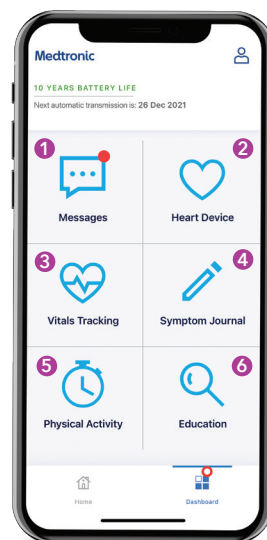 Medtronic
10 YEARS BATTERY LIFE
Next automatic transmission is: 26 Dec 2021
1 2
Messages Heart Device
3 4
Vitals Tracking Symptom Journal
5 6
Physical Activity Education
Home Dashboard